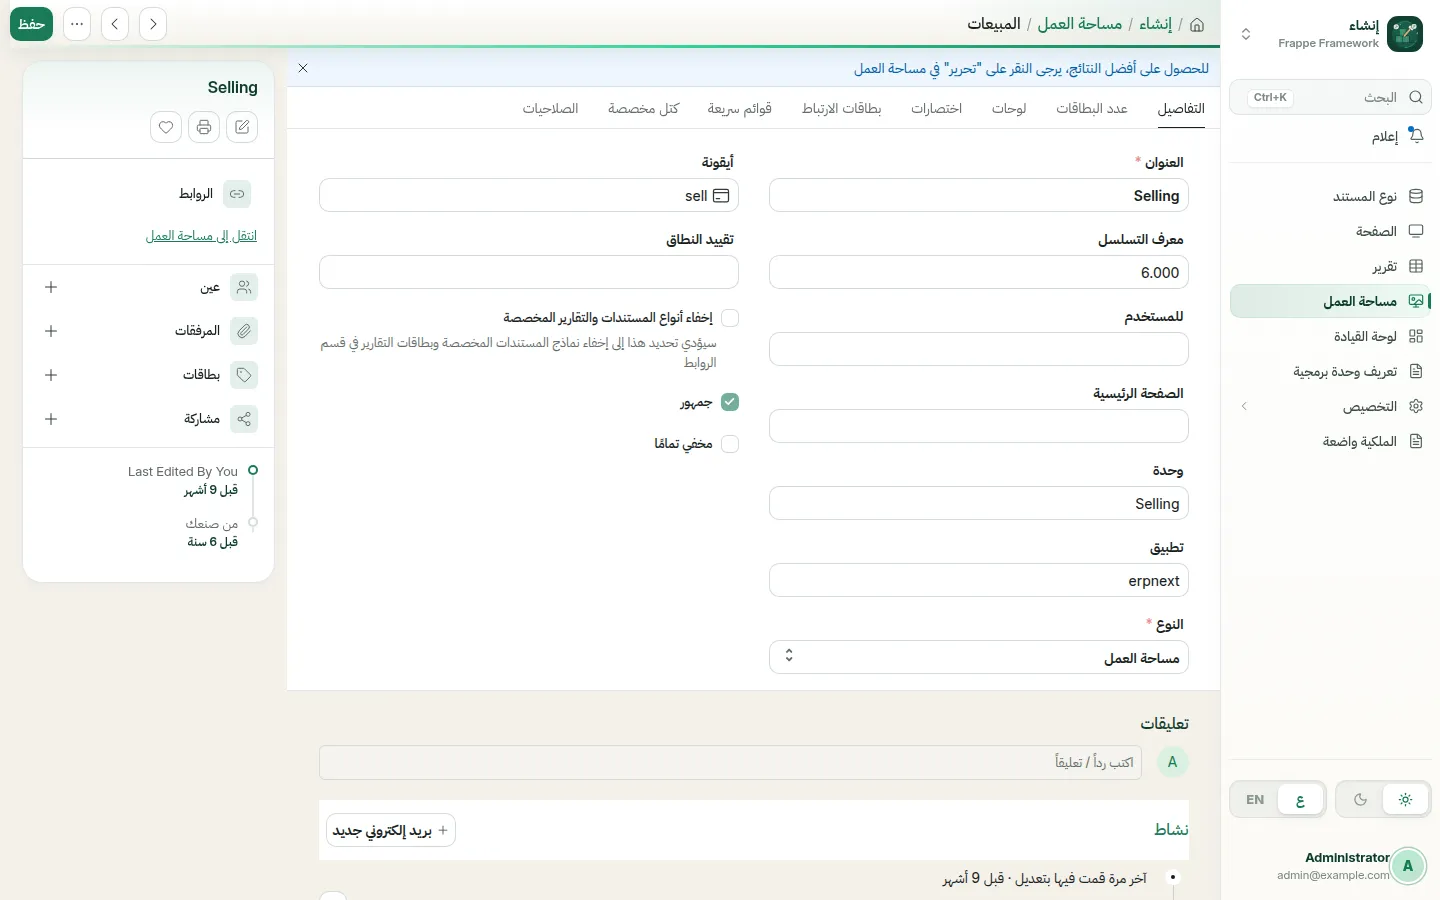 إنشاء
Frappe Framework
البحث
Ctrl+K
إعلام
نوع المستند
الصفحة
تقرير
مساحة العمل
لوحة القيادة
تعريف وحدة برمجية
التخصيص
الملكية واضعة
ع
EN
Administrator
admin@example.com
A
إنشاء / مساحة العمل / المبيعات
حفظ
للحصول على أفضل النتائج، يرجى النقر على "تحرير" في مساحة العمل
التفاصيل
عدد البطاقات
لوحات
اختصارات
بطاقات الارتباط
قوائم سريعة
كتل مخصصة
الصلاحيات
العنوان *
Selling
معرف التسلسل
6.000
للمستخدم
الصفحة الرئيسية
وحدة
Selling
تطبيق
erpnext
النوع *
مساحة العمل
أيقونة
sell
تقييد النطاق
إخفاء أنواع المستندات والتقارير المخصصة
سيؤدي تحديد هذا إلى إخفاء نماذج المستندات المخصصة وبطاقات التقارير في قسم
الروابط
جمهور
مخفي تمامًا
تعليقات
A
اكتب رداً / تعليقاً
نشاط
+ بريد إلكتروني جديد
آخر مرة قمت فيها بتعديل · قبل 9 أشهر
Selling
الروابط
انتقل إلى مساحة العمل
عين
المرفقات
بطاقات
مشاركة
Last Edited By You
قبل 9 أشهر
من صنعك
قبل 6 سنة